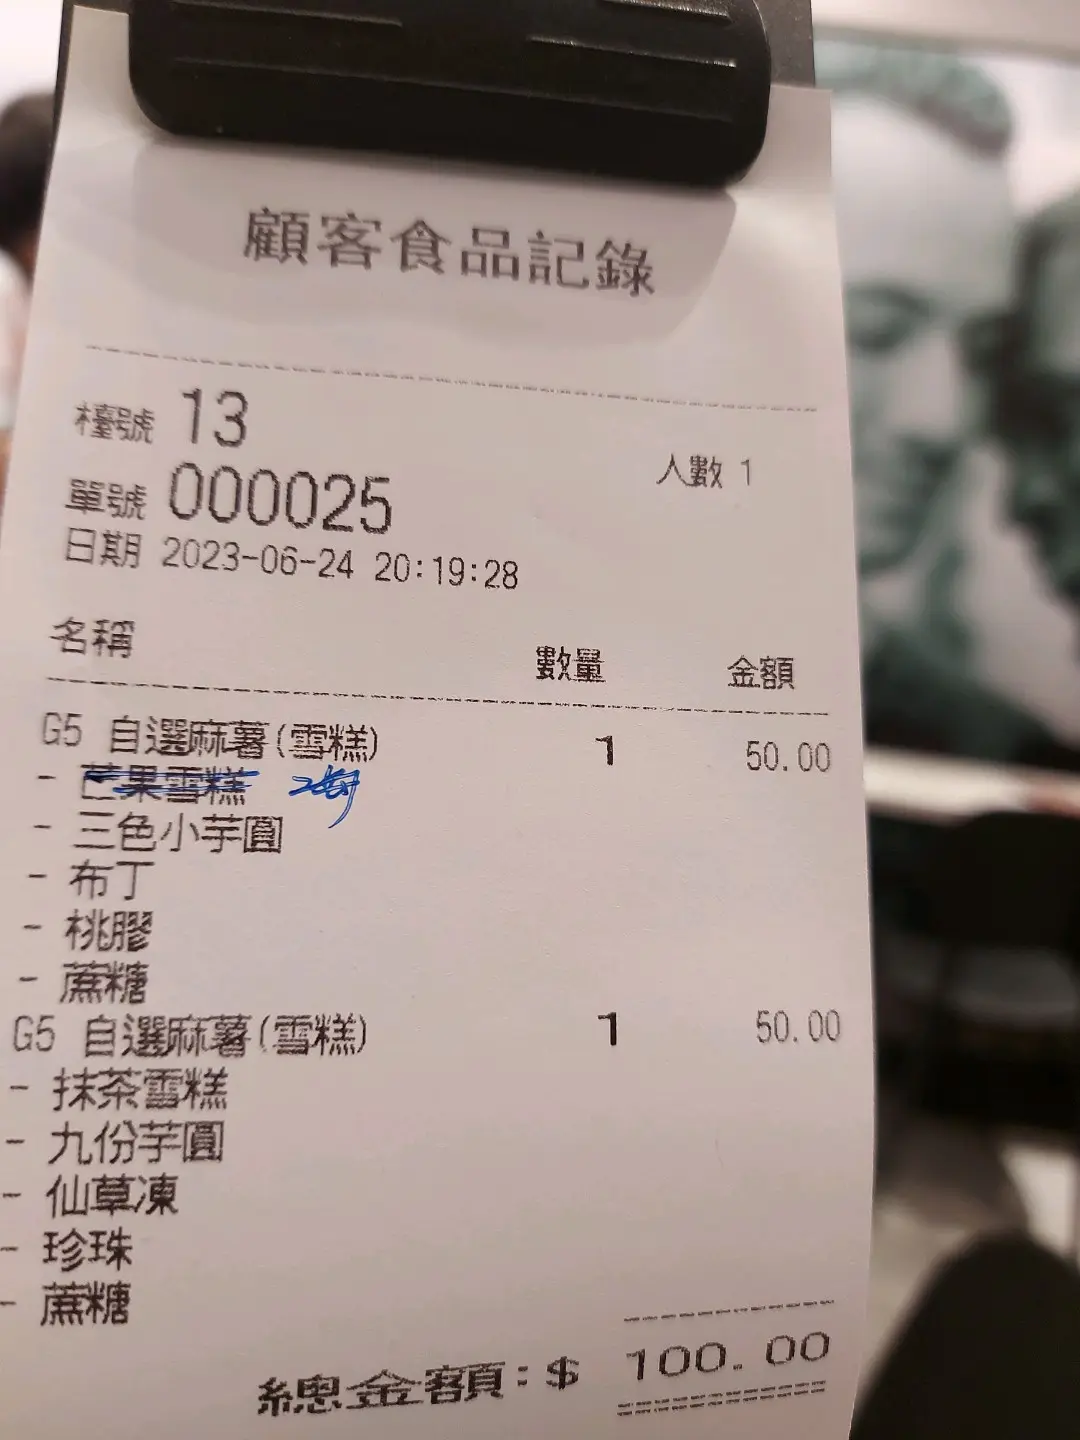 顧客食品記錄
檯號 13
人數 1
單號 000025
日期 2023-06-24 20:19:28
名稱 數量 金額
G5 自選麻薯(雪糕) 1 50.00
- 芒果雪糕
- 三色小芋圓
- 布丁
- 桃膠
- 蔗糖
G5 自選麻薯(雪糕) 1 50.00
- 抹茶雪糕
- 九份芋圓
- 仙草凍
- 珍珠
- 蔗糖
總金額:$ 100.00